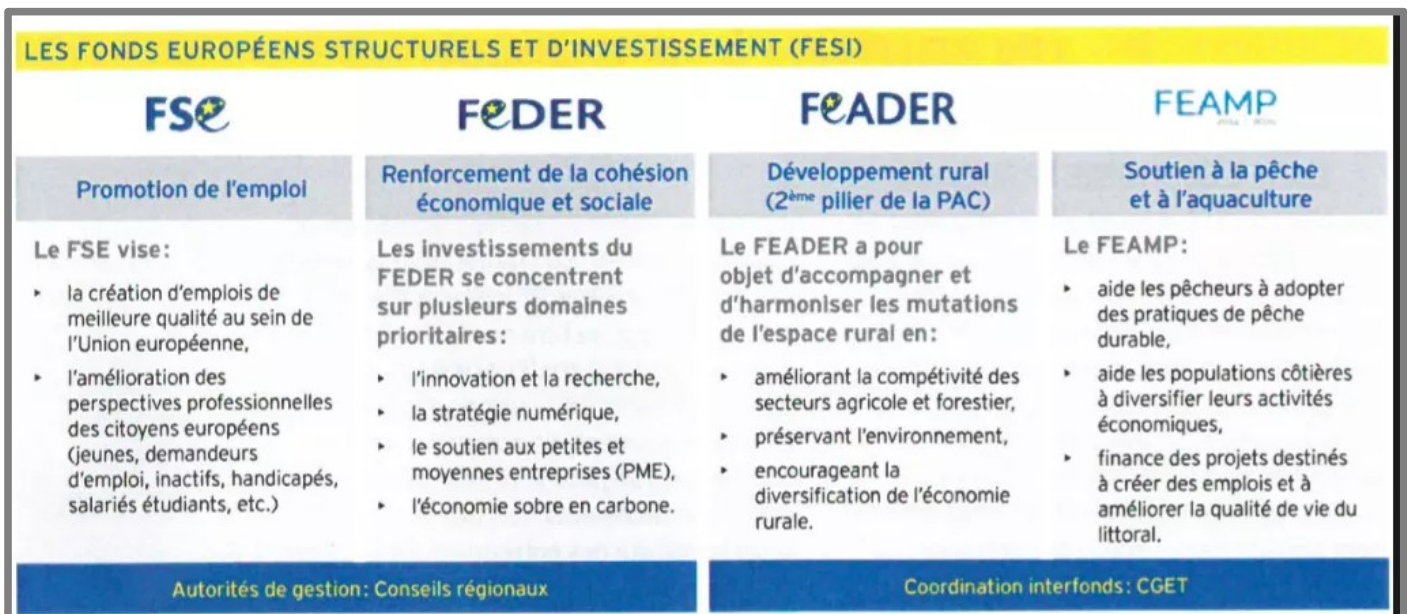 LES FONDS EUROPÉENS STRUCTURELS ET D'INVESTISSEMENT (FESI)
FSe
Promotion de l'emploi
Le FSE vise :
‣ la création d'emplois de
meilleure qualité au sein de
l'Union européenne,
‣ l'amélioration des
perspectives professionnelles
des citoyens européens
(jeunes, demandeurs
d'emploi, inactifs, handicapés,
salariés étudiants, etc.)
FeDER
Renforcement de la cohésion
économique et sociale
Les investissements du
FEDER se concentrent
sur plusieurs domaines
prioritaires :
‣ l'innovation et la recherche,
‣ la stratégie numérique,
‣ le soutien aux petites et
moyennes entreprises (PME),
‣ l'économie sobre en carbone.
FeADER
Développement rural
(2ème pilier de la PAC)
Le FEADER a pour
objet d'accompagner et
d'harmoniser les mutations
de l'espace rural en :
‣ améliorant la compétivité des
secteurs agricole et forestier,
‣ préservant l'environnement,
‣ encourageant la
diversification de l'économie
rurale.
FEAMP
Soutien à la pêche
et à l'aquaculture
Le FEAMP :
‣ aide les pêcheurs à adopter
des pratiques de pêche
durable,
‣ aide les populations côtières
à diversifier leurs activités
économiques,
‣ finance des projets destinés
à créer des emplois et à
améliorer la qualité de vie du
littoral.
Autorités de gestion : Conseils régionaux
Coordination interfonds : CGET